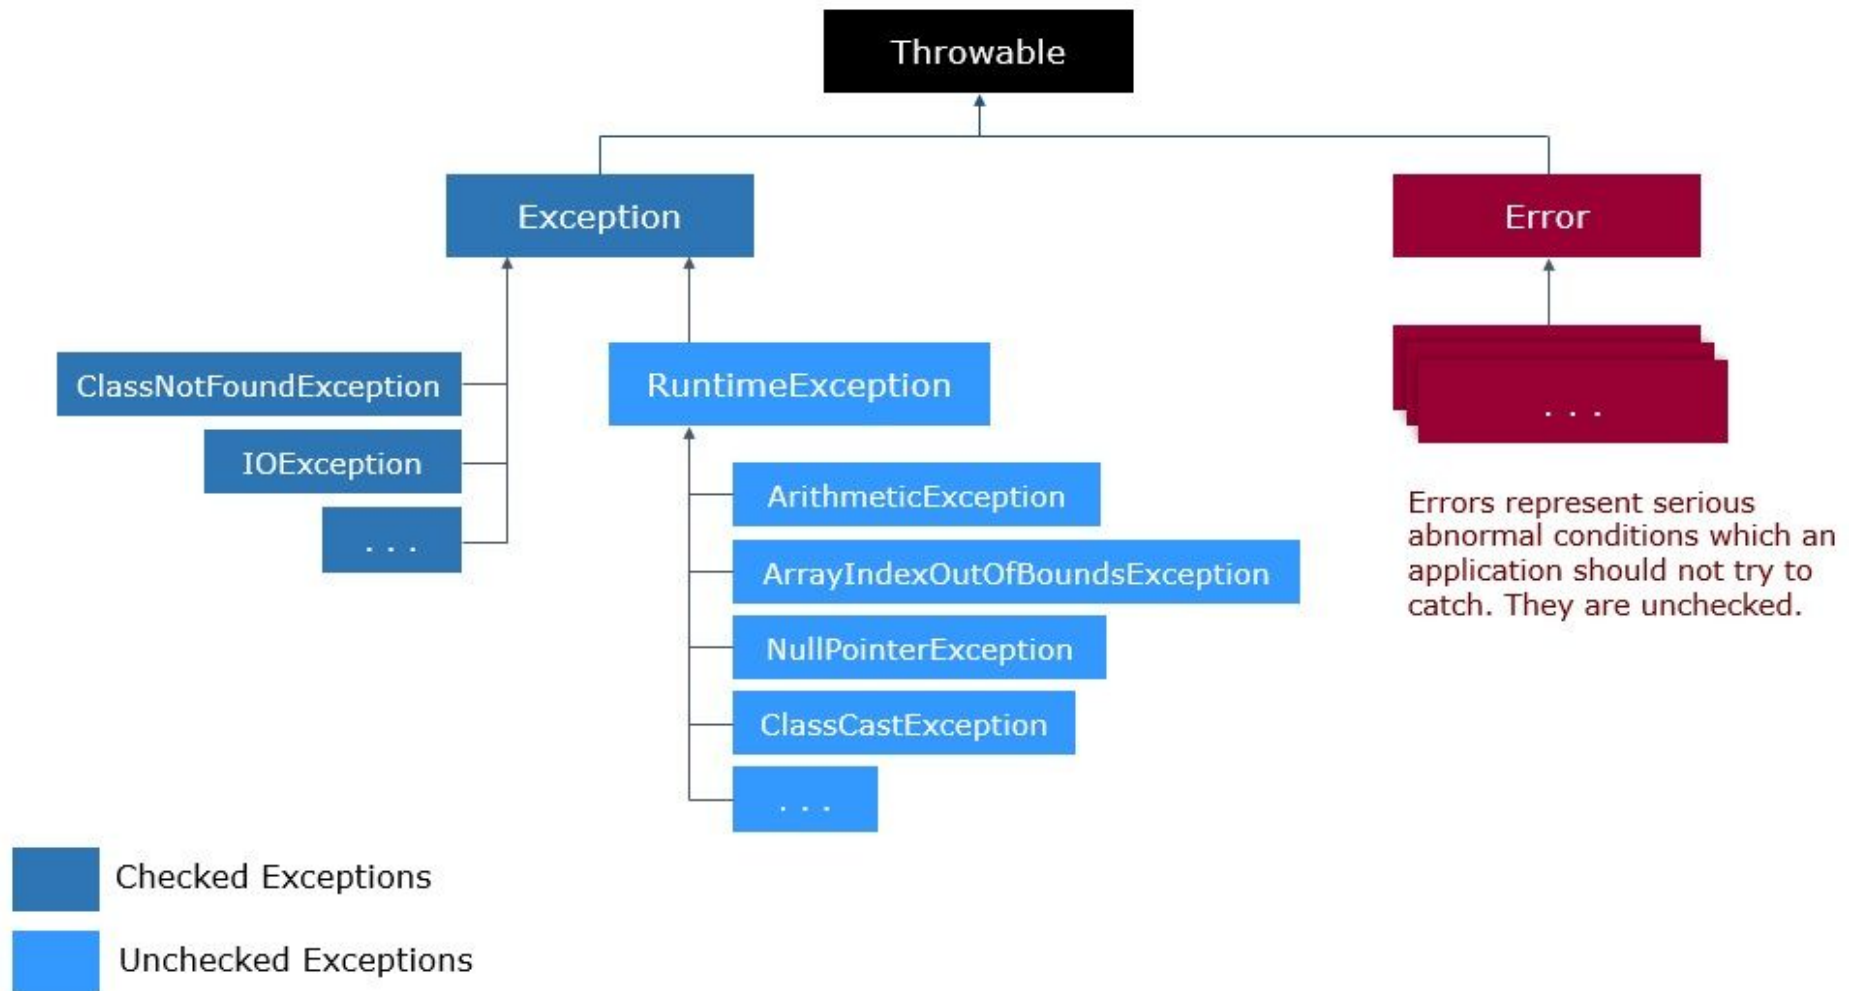 Throwable
Exception
Error
ClassNotFoundException
RuntimeException
. . .
IOException
. . .
ArithmeticException
ArrayIndexOutOfBoundsException
NullPointerException
ClassCastException
. . .
Errors represent serious
abnormal conditions which an
application should not try to
catch. They are unchecked.
Checked Exceptions
Unchecked Exceptions